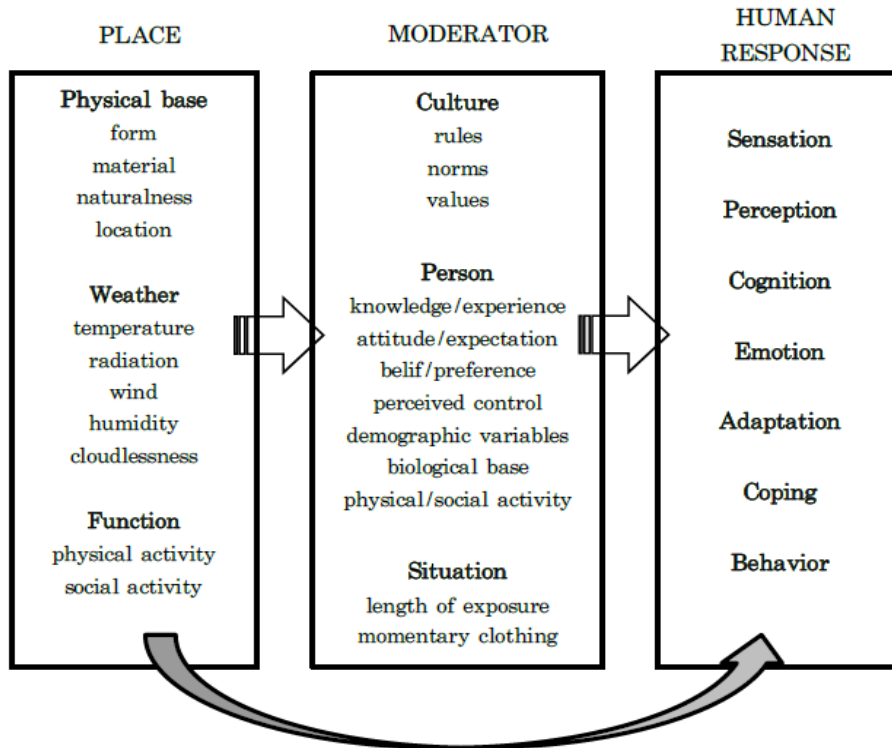 PLACE
Physical base
form
material
naturalness
location
Weather
temperature
radiation
wind
humidity
cloudlessness
Function
physical activity
social activity
MODERATOR
Culture
rules
norms
values
Person
knowledge/experience
attitude/expectation
belif/preference
perceived control
demographic variables
biological base
physical/social activity
Situation
length of exposure
momentary clothing
HUMAN
RESPONSE
Sensation
Perception
Cognition
Emotion
Adaptation
Coping
Behavior